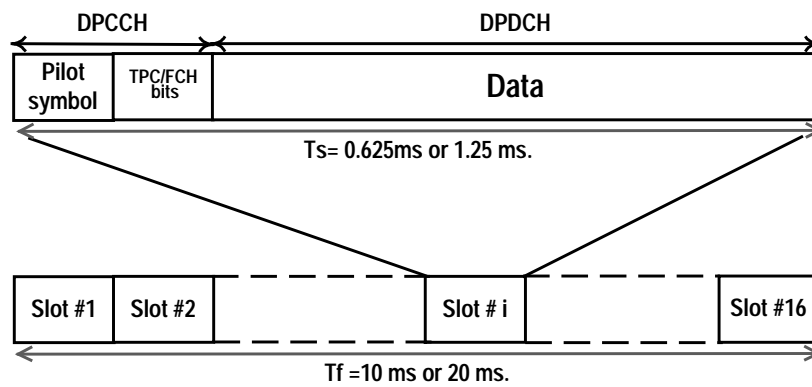 DPCCH
DPDCH
Pilot
symbol
TPC/FCH
bits
Data
Ts= 0.625ms or 1.25 ms.
Slot #1
Slot #2
Slot # i
Slot #16
Tf =10 ms or 20 ms.